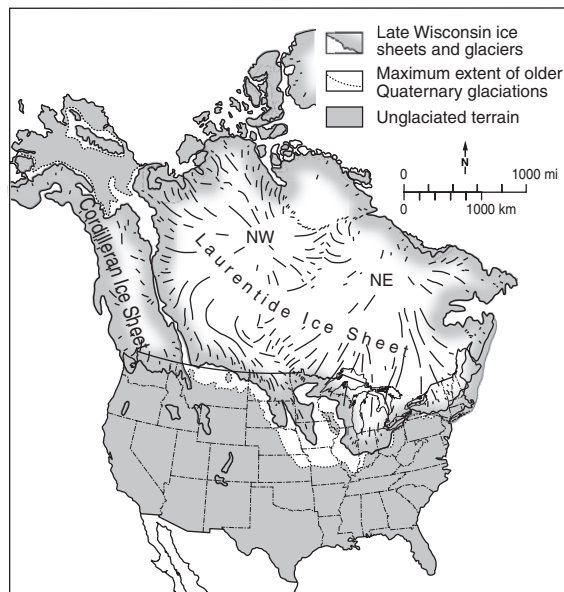 Late Wisconsin ice
sheets and glaciers
Maximum extent of older
Quaternary glaciations
Unglaciated terrain
N
0 1000 mi
0 1000 km
NW
NE
Cordilleran Ice Sheet
Laurentide Ice Sheet